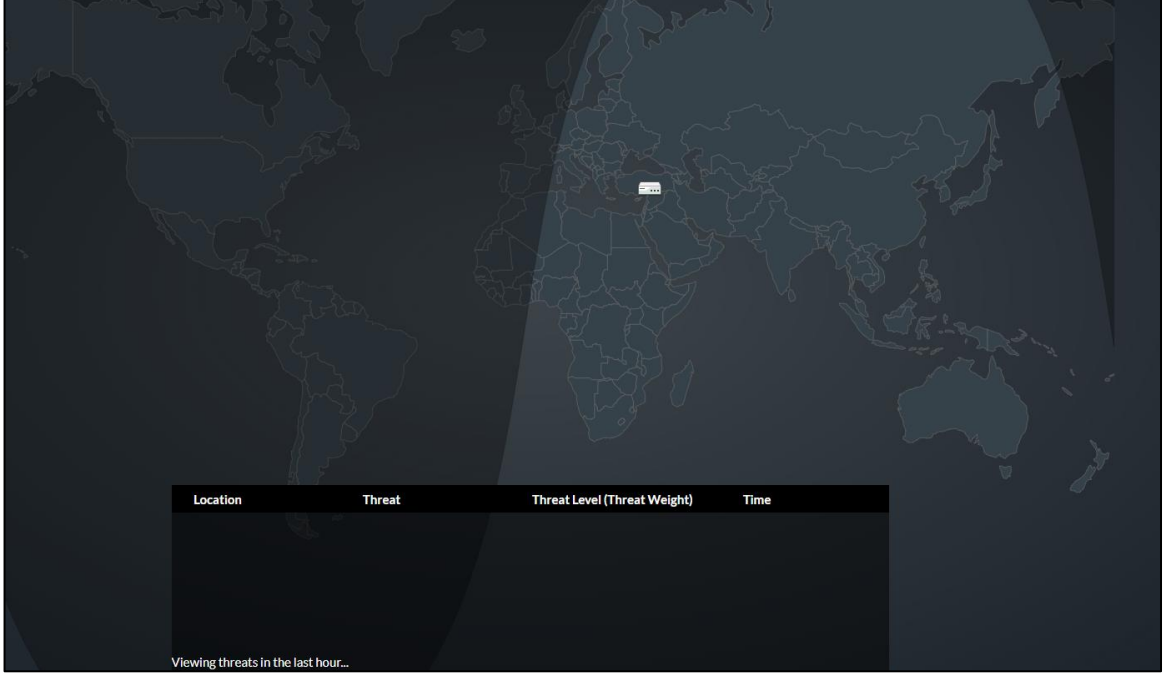 Location Threat Threat Level (Threat Weight) Time
Viewing threats in the last hour...